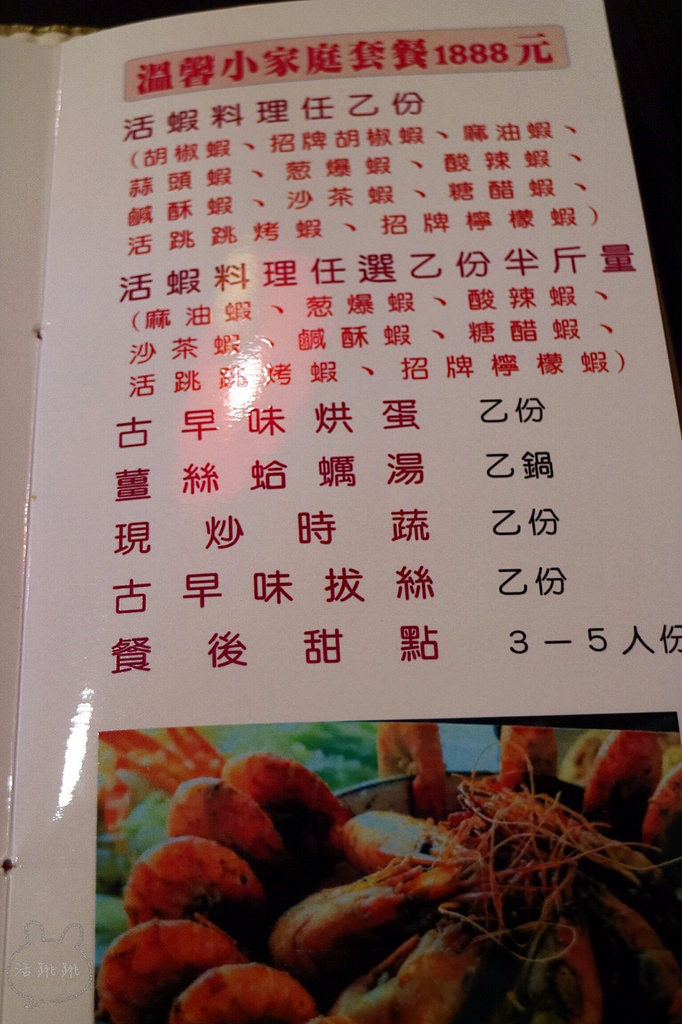 溫馨小家庭套餐1888元
活蝦料理任乙份
(胡椒蝦、招牌胡椒蝦、麻油蝦、
蒜頭蝦、葱爆蝦、酸辣蝦、
鹹酥蝦、沙茶蝦、糖醋蝦、
活跳跳烤蝦、招牌檸檬蝦)
活蝦料理任選乙份半斤量
(麻油蝦、葱爆蝦、酸辣蝦、
沙茶蝦、鹹酥蝦、糖醋蝦、
活跳跳烤蝦、招牌檸檬蝦)
古早味烘蛋 乙份
薑絲蛤蠣湯 乙鍋
現炒時蔬 乙份
古早味拔絲 乙份
餐後甜點 3－5人份
活跳跳